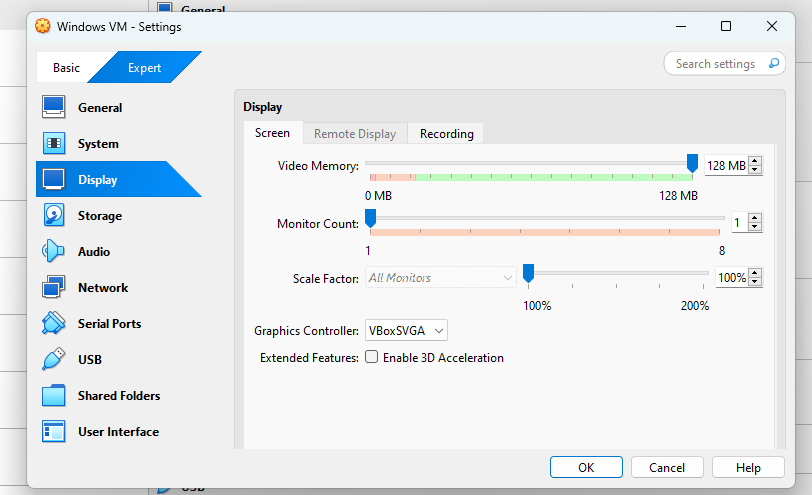 General
Windows VM - Settings
Basic
Expert
Search settings
General
System
Display
Storage
Audio
Network
Serial Ports
USB
Shared Folders
User Interface
Display
Screen
Remote Display
Recording
Video Memory:
128 MB
0 MB
128 MB
Monitor Count:
1
1
8
Scale Factor:
All Monitors
100%
100%
200%
Graphics Controller:
VBoxSVGA
Extended Features:
Enable 3D Acceleration
OK
Cancel
Help
USB